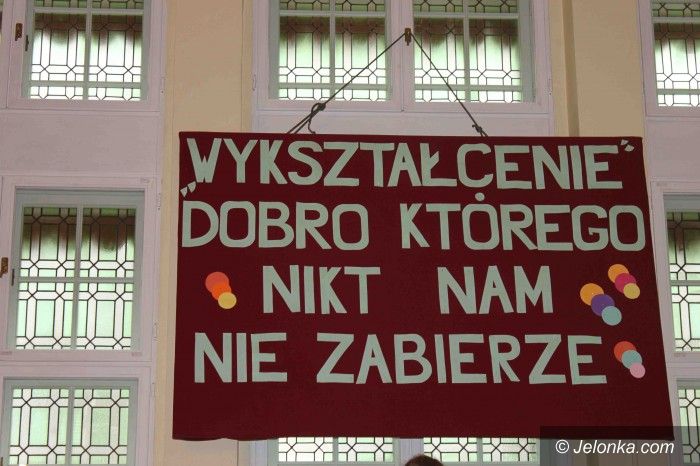 „WYKSZTAŁCENIE”
DOBRO KTÓREGO
NIKT NAM
NIE ZABIERZE
© Jelonka.com